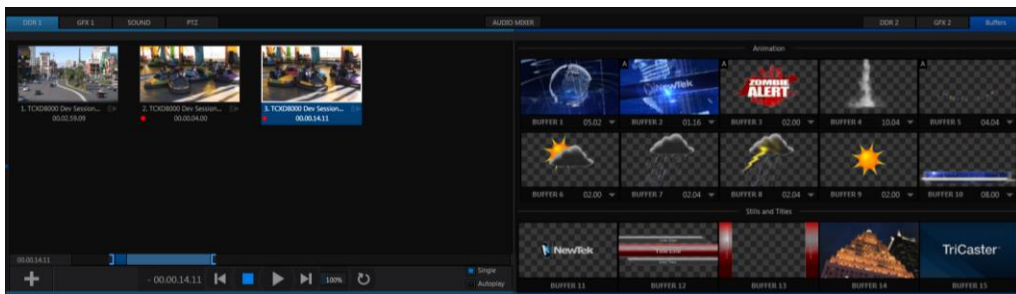 DDR 1 GFX 1 SOUND PTZ AUDIO MIXER DDR 2 GFX 2 Buffers
1. TCXD8000 Dev Session...
00.02.59.09
2. TCXD8000 Dev Session...
00.00.04.00
3. TCXD8000 Dev Session...
00.00.14.11
00.00.14.11
- 00.00.14.11 100%
Single
Autoplay
Animation
A A A A A
NewTek
ZOMBIE
ALERT
BUFFER 1 05.02 BUFFER 2 01.16 BUFFER 3 02.00 BUFFER 4 10.04 BUFFER 5 04.04
BUFFER 6 02.00 BUFFER 7 02.04 BUFFER 8 02.04 BUFFER 9 02.00 BUFFER 10 08.00
Stills and Titles
NewTek
TriCaster
BUFFER 11 BUFFER 12 BUFFER 13 BUFFER 14 BUFFER 15